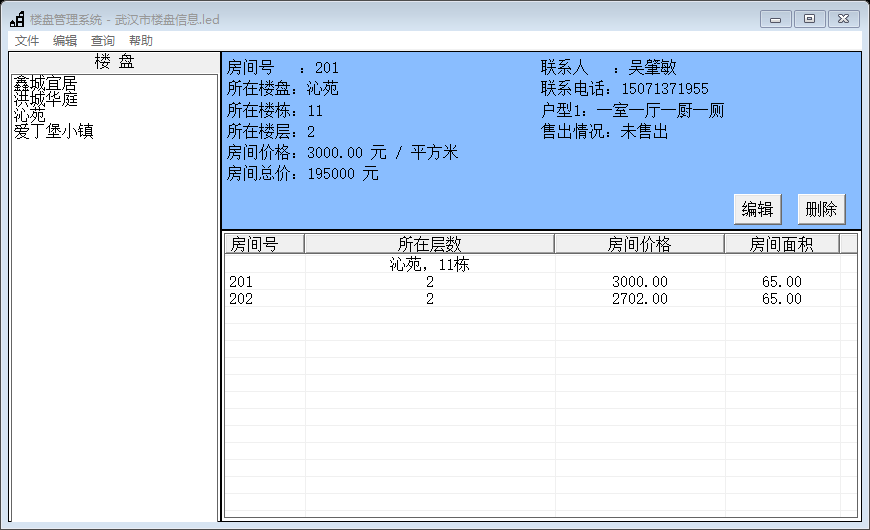 楼盘管理系统 - 武汉市楼盘信息.led
文件 编辑 查询 帮助
楼 盘
鑫城宜居
洪城华庭
沁苑
爱丁堡小镇
房间号 ：201 联系人 ：吴肇敏
所在楼盘：沁苑 联系电话：15071371955
所在楼栋：11 户型1：一室一厅一厨一厕
所在楼层：2 售出情况：未售出
房间价格：3000.00 元 / 平方米
房间总价：195000 元
编辑 删除
房间号 所在层数 房间价格 房间面积
沁苑，11栋
201 2 3000.00 65.00
202 2 2702.00 65.00